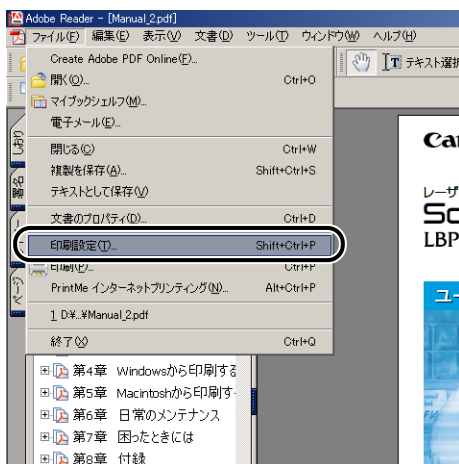 Adobe Reader - [Manual_2.pdf]
ファイル(F) 編集(E) 表示(V) 文書(D) ツール(T) ウィンドウ(W) ヘルプ(H)
Create Adobe PDF Online(F)...
開く(O)... Ctrl+O
マイブックシェルフ(M)...
電子メール(E)...
閉じる(C) Ctrl+W
複製を保存(A)... Shift+Ctrl+S
テキストとして保存(V)
文書のプロパティ(D)... Ctrl+D
印刷設定(T)... Shift+Ctrl+P
印刷(P)... Ctrl+P
PrintMe インターネットプリンティング(N)... Alt+Ctrl+P
1 D:¥...¥Manual_2.pdf
終了(X) Ctrl+Q
第4章 Windowsから印刷する
第5章 Macintoshから印刷す
第6章 日常のメンテナンス
第7章 困ったときには
第8章 付録
テキスト選択
しおり
Ca
レーザ
LBP
ユー